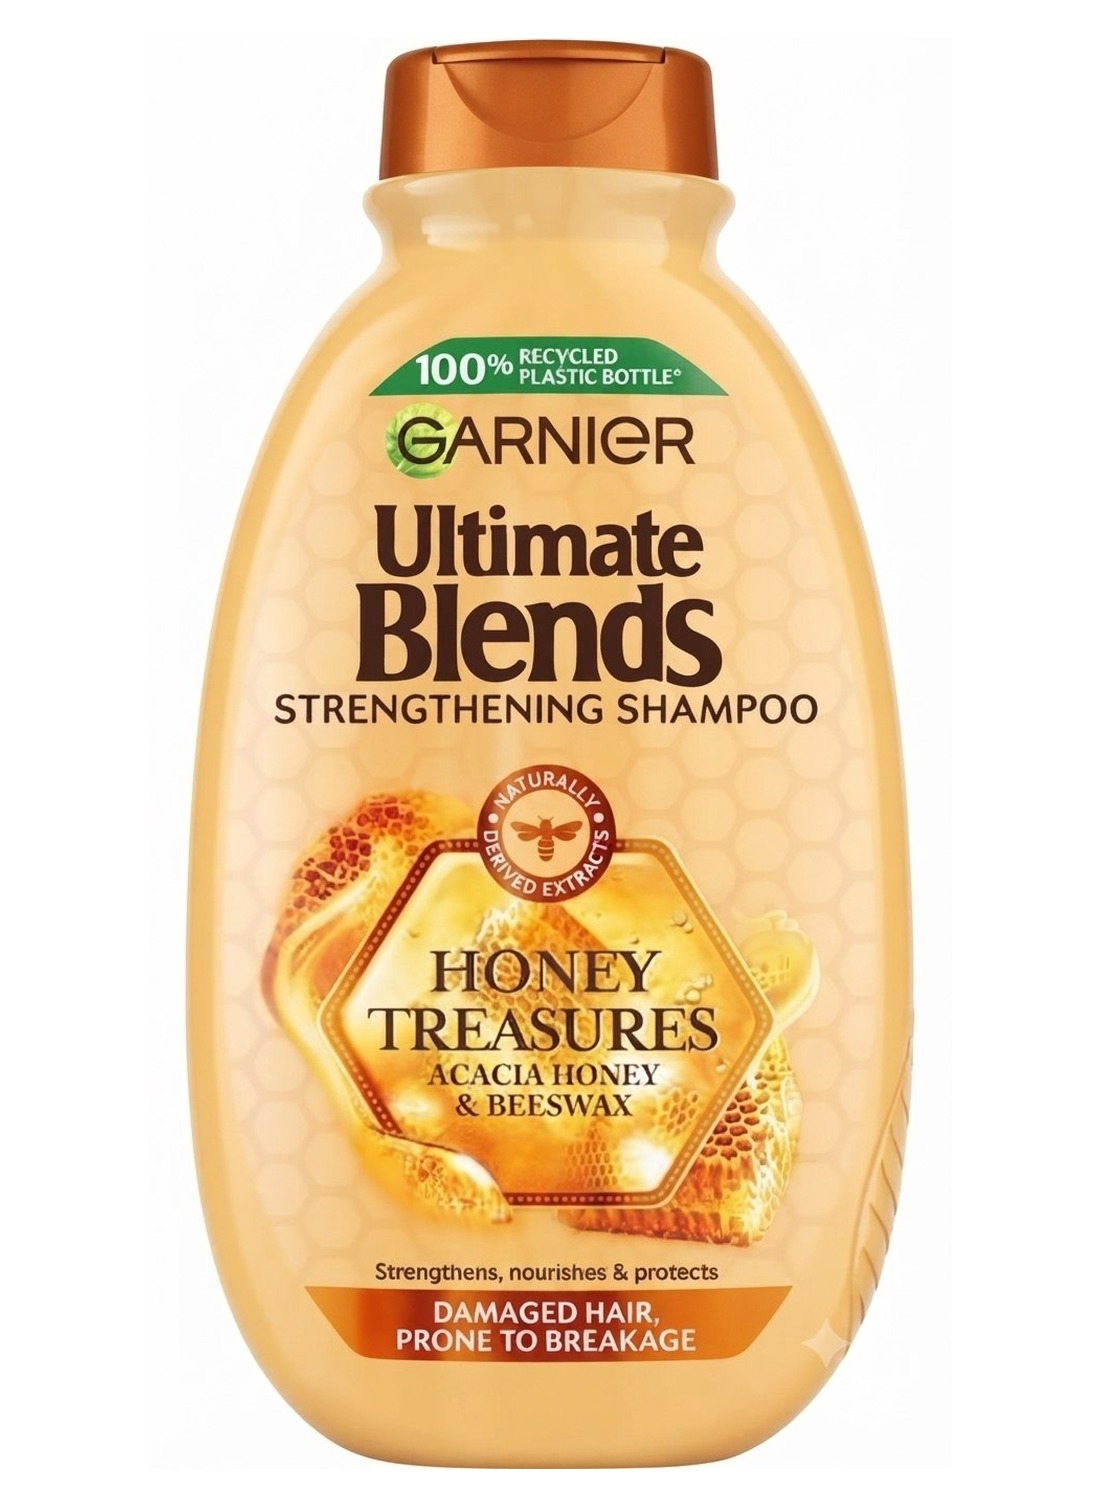 100% RECYCLED
PLASTIC BOTTLE°
GARNIER
Ultimate
Blends
STRENGTHENING SHAMPOO
• NATURALLY •
DERIVED EXTRACTS
HONEY
TREASURES
ACACIA HONEY
& BEESWAX
Strengthens, nourishes & protects
DAMAGED HAIR,
PRONE TO BREAKAGE